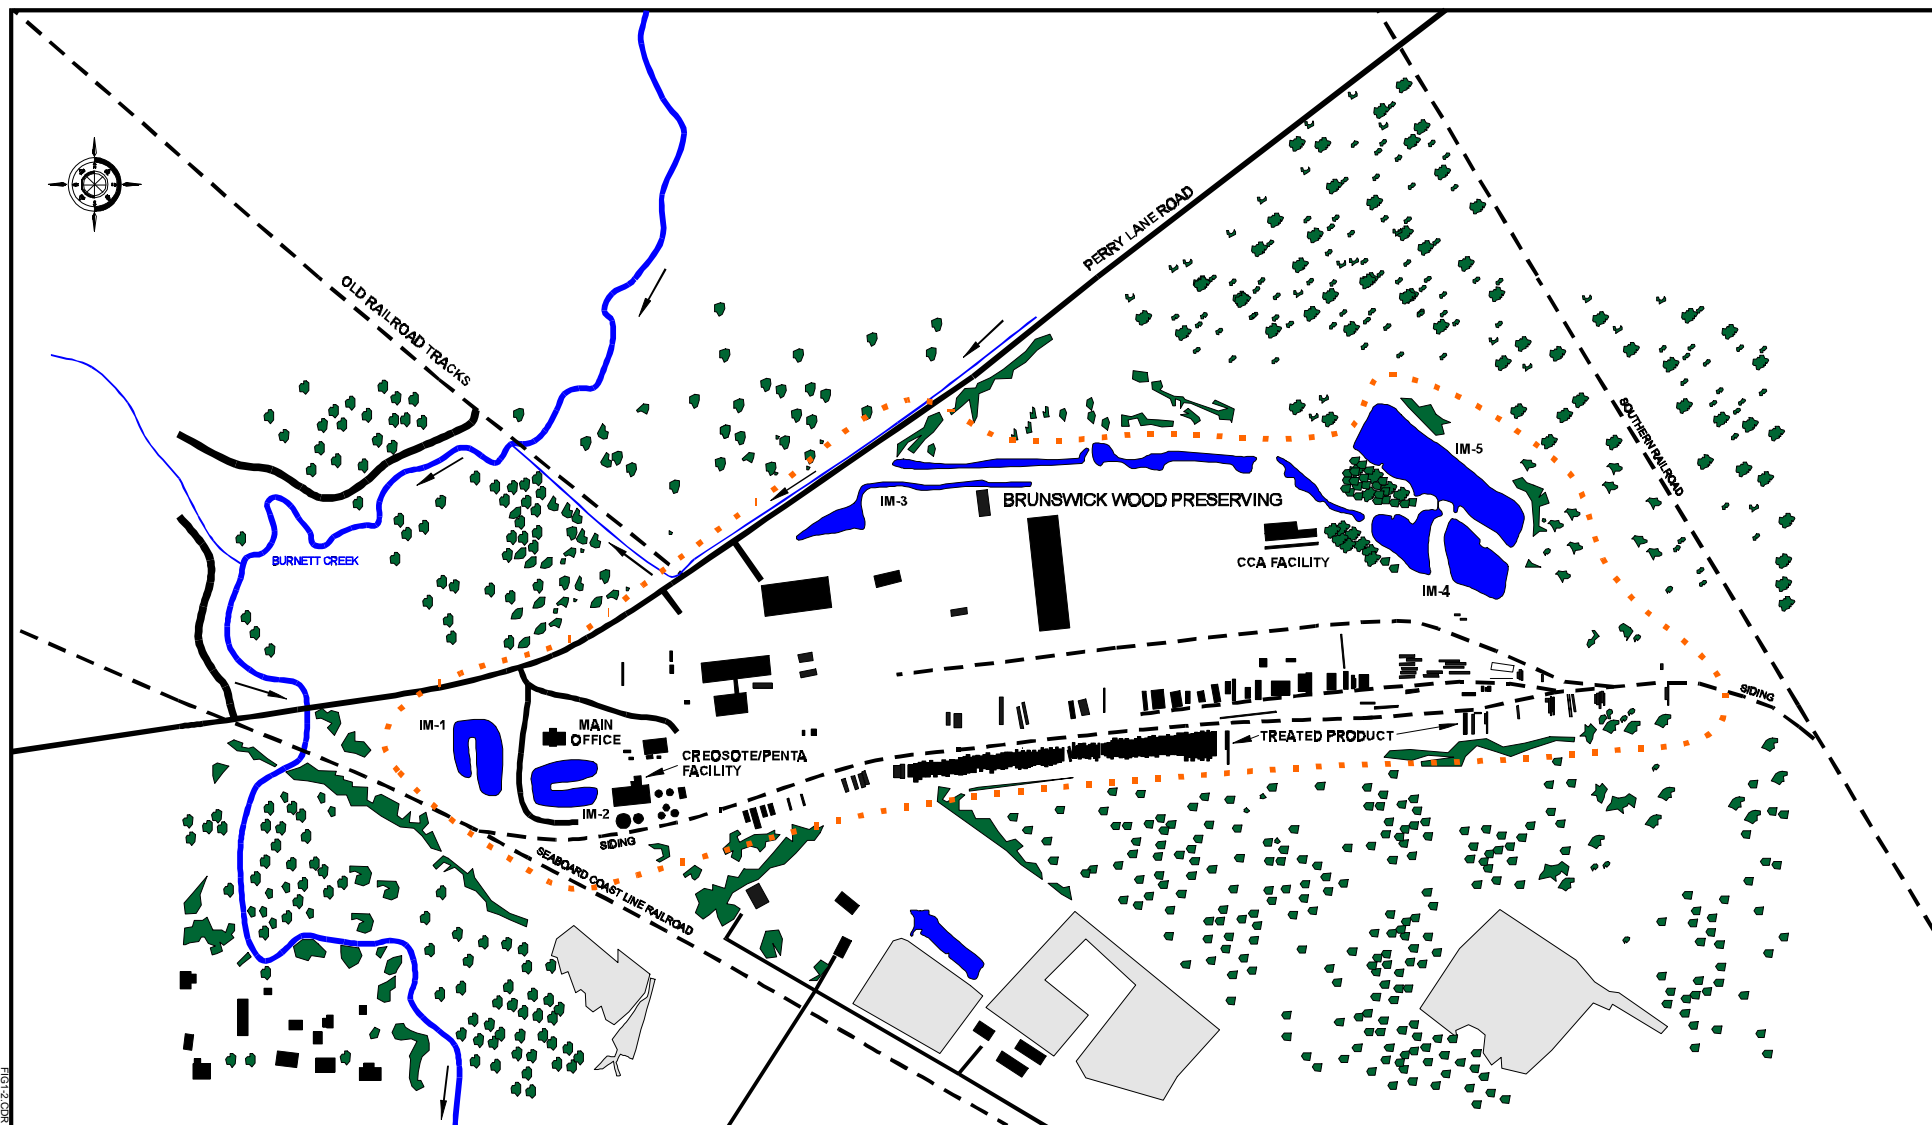 PERRY LANE ROAD
OLD RAILROAD TRACKS
SOUTHERN RAILROAD
IM-5
IM-3
BRUNSWICK WOOD PRESERVING
BURNETT CREEK
CCA FACILITY
IM-4
SIDING
IM-1
MAIN
OFFICE
TREATED PRODUCT
CREOSOTE/PENTA
FACILITY
IM-2
SIDING
SEABOARD COAST LINE RAILROAD
FIG1-2.CDR